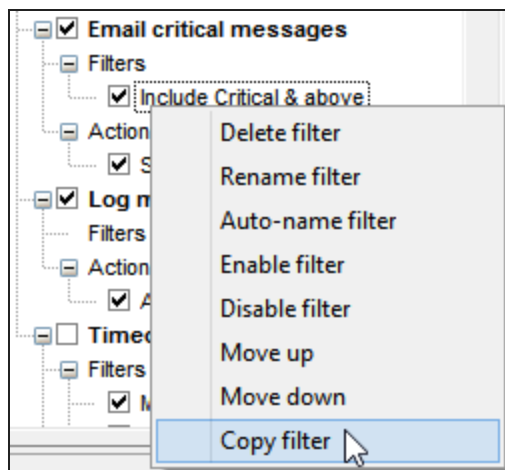 Email critical messages
Filters
Include Critical & above
Action
Delete filter
S
Rename filter
Log m
Auto-name filter
Filters
Enable filter
Action
Disable filter
A
Timed
Move up
Filters
Move down
M
Copy filter